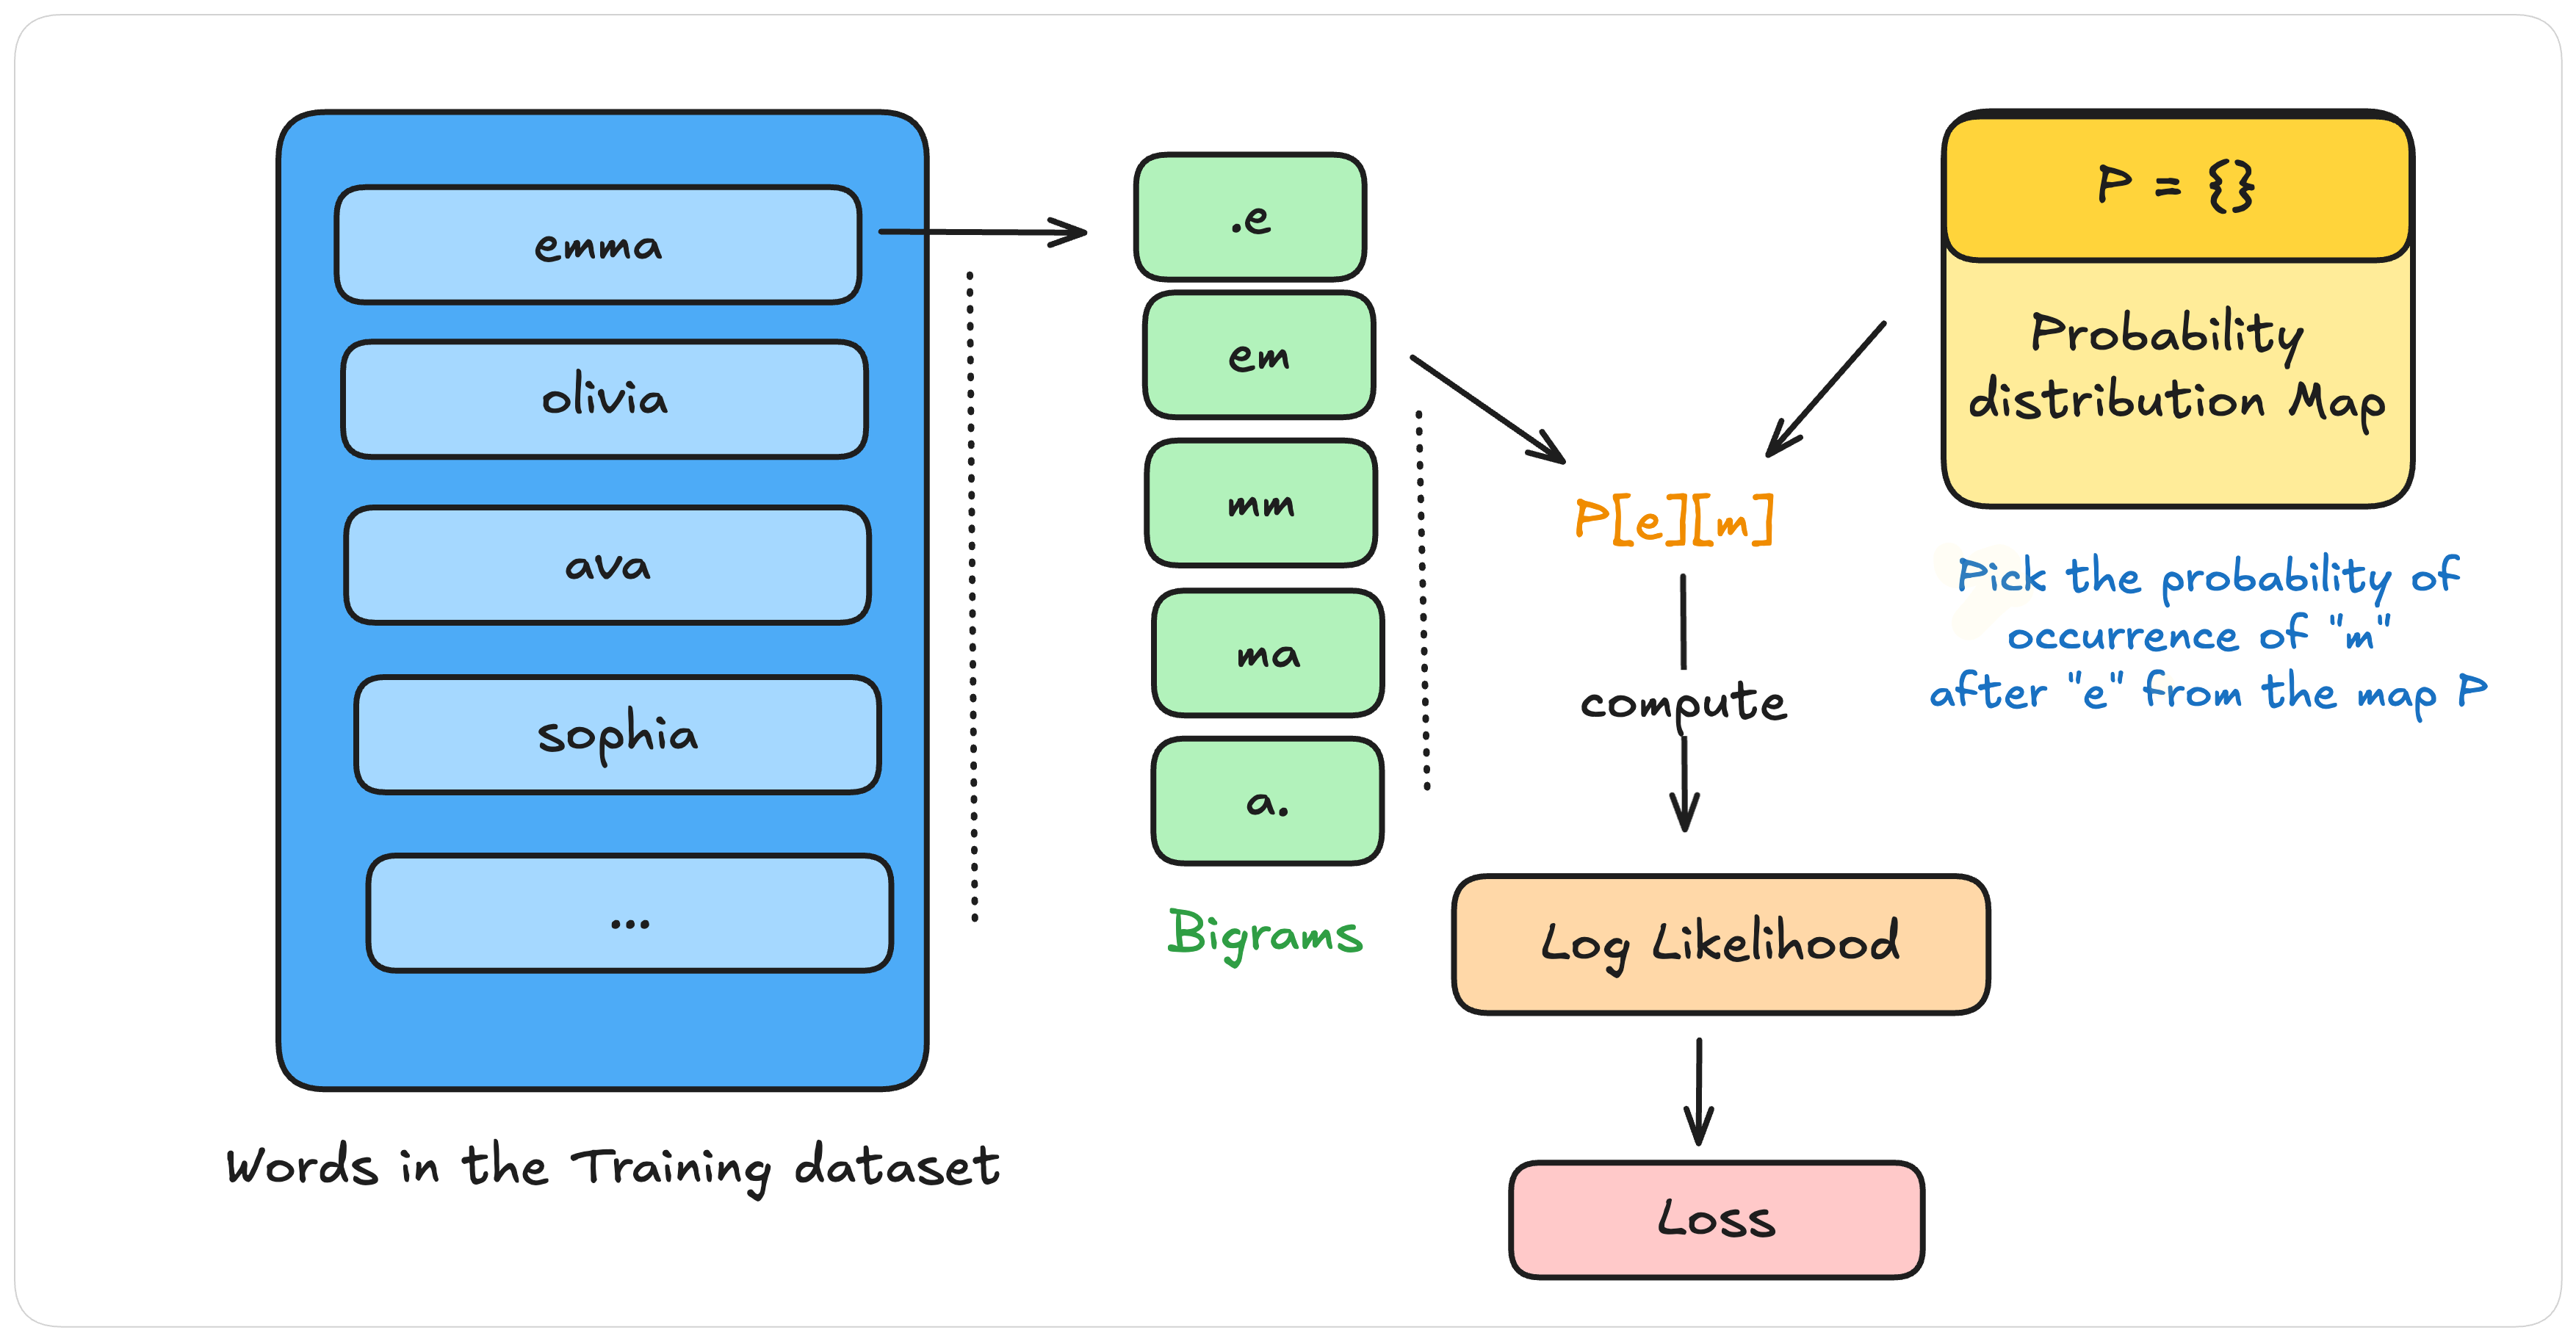 emma
olivia
ava
sophia
...
Words in the Training dataset
.e
em
mm
ma
a.
Bigrams
P = {}
Probability
distribution Map
P[e][m]
Pick the probability of
occurrence of "m"
after "e" from the map P
compute
Log Likelihood
Loss